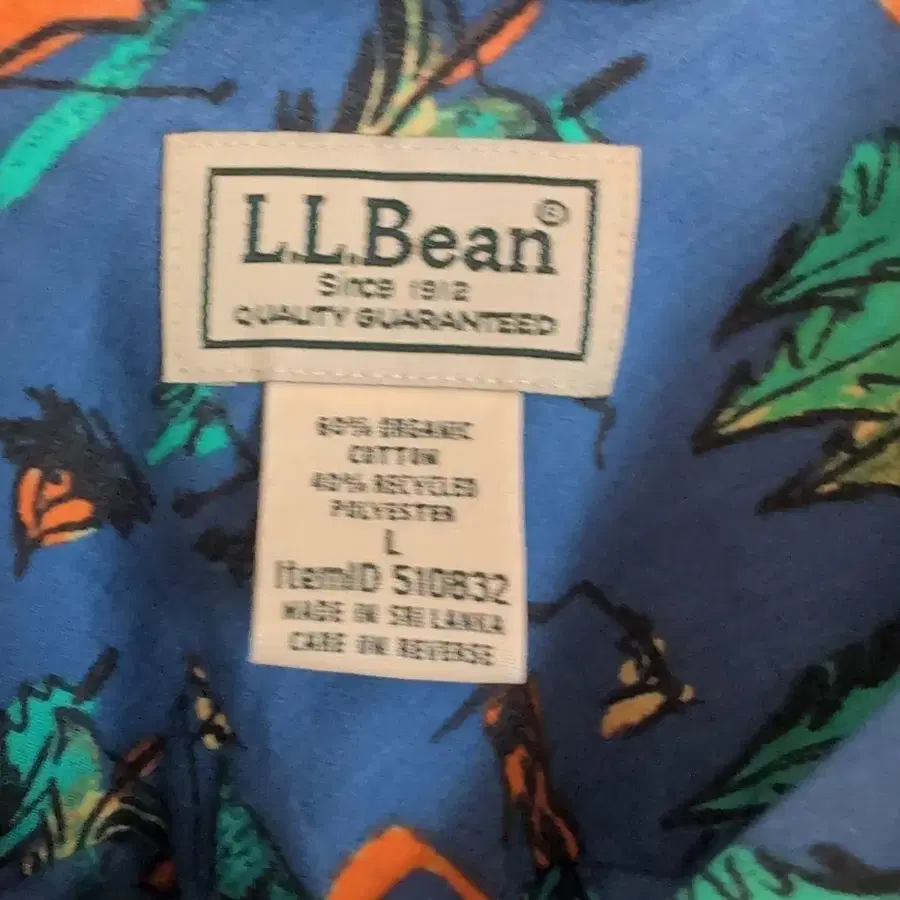 L.L.Bean®
Since 1912
QUALITY GUARANTEED
60% ORGANIC
COTTON
40% RECYCLED
POLYESTER
L
ItemID 510832
MADE IN SRI LANKA
CARE ON REVERSE